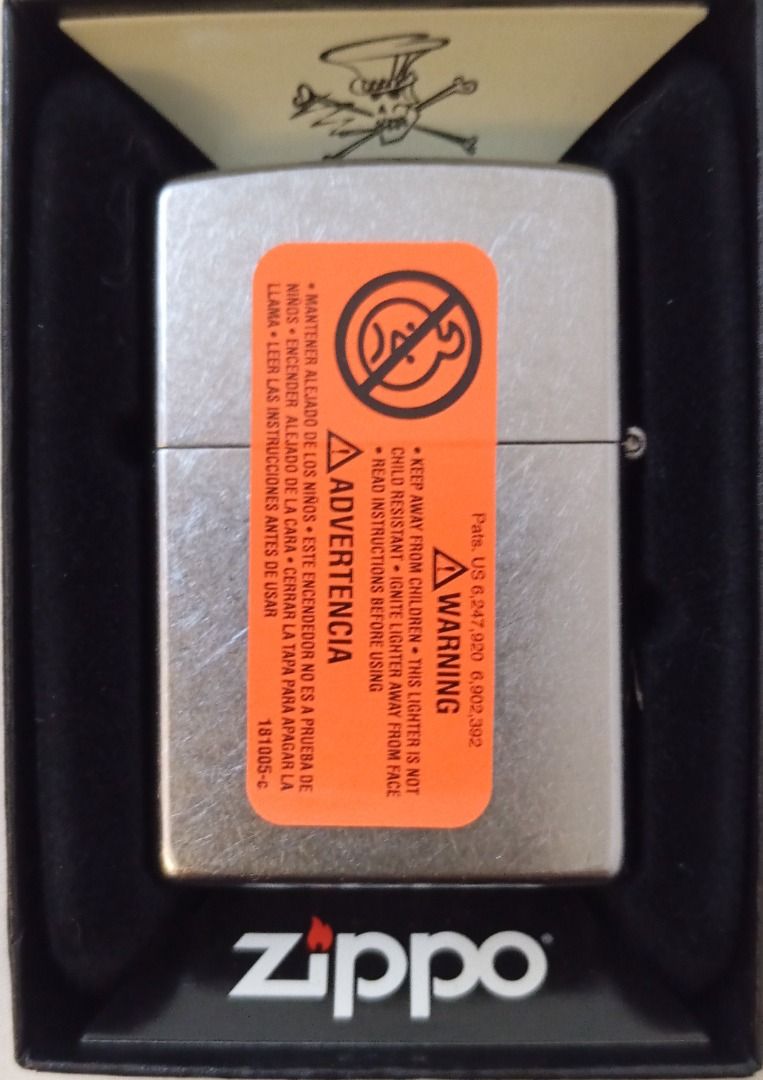 Pats. US 6,247,920 6,902,392
WARNING
• KEEP AWAY FROM CHILDREN • THIS LIGHTER IS NOT
CHILD RESISTANT • IGNITE LIGHTER AWAY FROM FACE
• READ INSTRUCTIONS BEFORE USING
ADVERTENCIA
• MANTENER ALEJADO DE LOS NIÑOS • ESTE ENCENDEDOR NO ES A PRUEBA DE
NIÑOS • ENCENDER ALEJADO DE LA CARA • CERRAR LA TAPA PARA APAGAR LA
LLAMA • LEER LAS INSTRUCCIONES ANTES DE USAR
181005-c
zippo